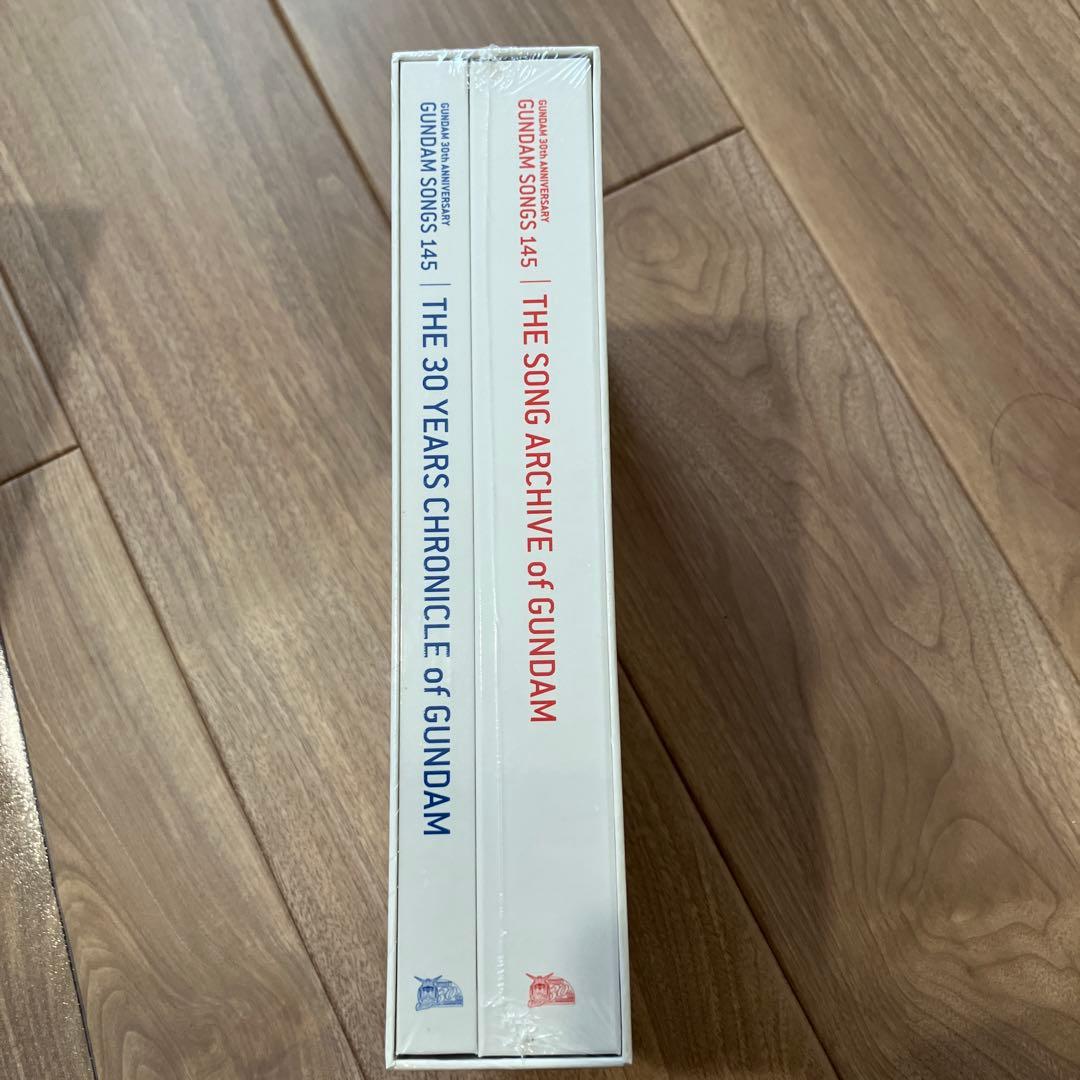 GUNDAM 30th ANNIVERSARY
GUNDAM SONGS 145 | THE 30 YEARS CHRONICLE of GUNDAM
GUNDAM 30th ANNIVERSARY
GUNDAM SONGS 145 | THE SONG ARCHIVE of GUNDAM